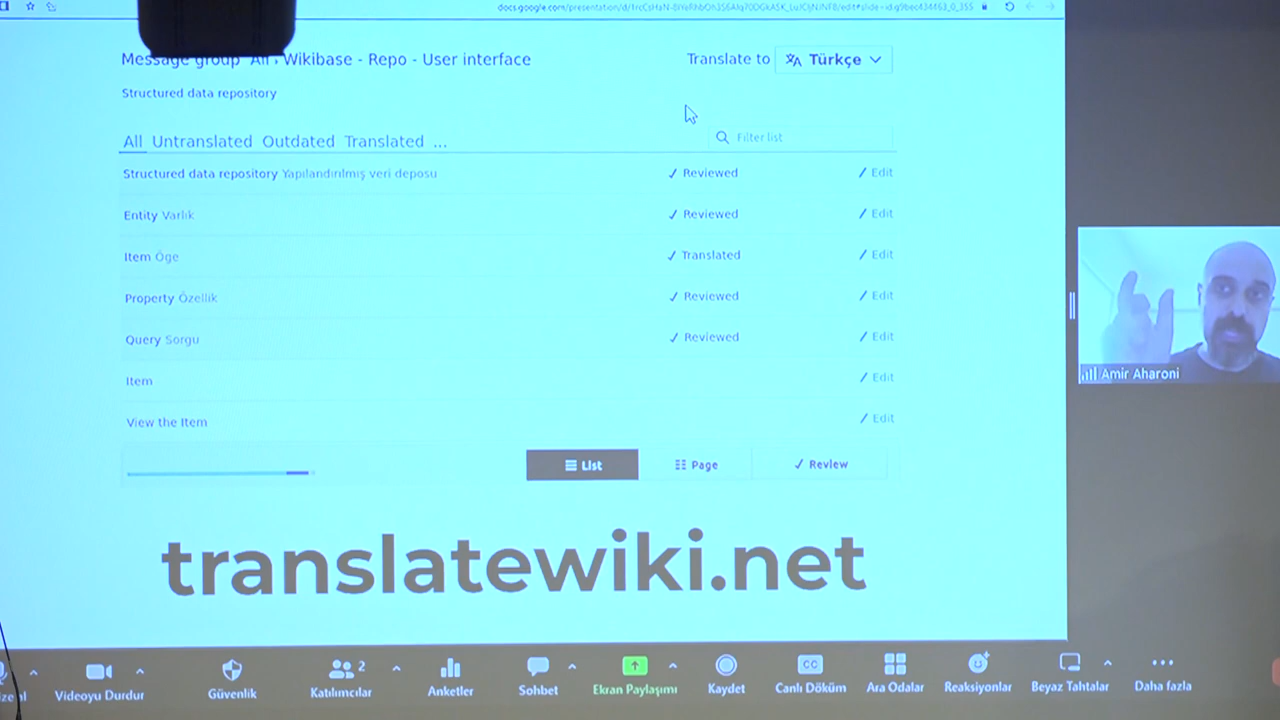 Message group All › Wikibase - Repo - User interface
Translate to Türkçe
Structured data repository
All Untranslated Outdated Translated ...
Filter list
Structured data repository Yapılandırılmış veri deposu
Reviewed Edit
Entity Varlık
Reviewed Edit
Item Öge
Translated Edit
Property Özellik
Reviewed Edit
Query Sorgu
Reviewed Edit
Item
Edit
View the Item
Edit
List Page Review
translatewiki.net
Amir Aharoni
Videoyu Durdur
Güvenlik
2
Katılımcılar
Anketler
Sohbet
Ekran Paylaşımı
Kaydet
CC
Canlı Döküm
Ara Odalar
Reaksiyonlar
Beyaz Tahtalar
Daha fazla